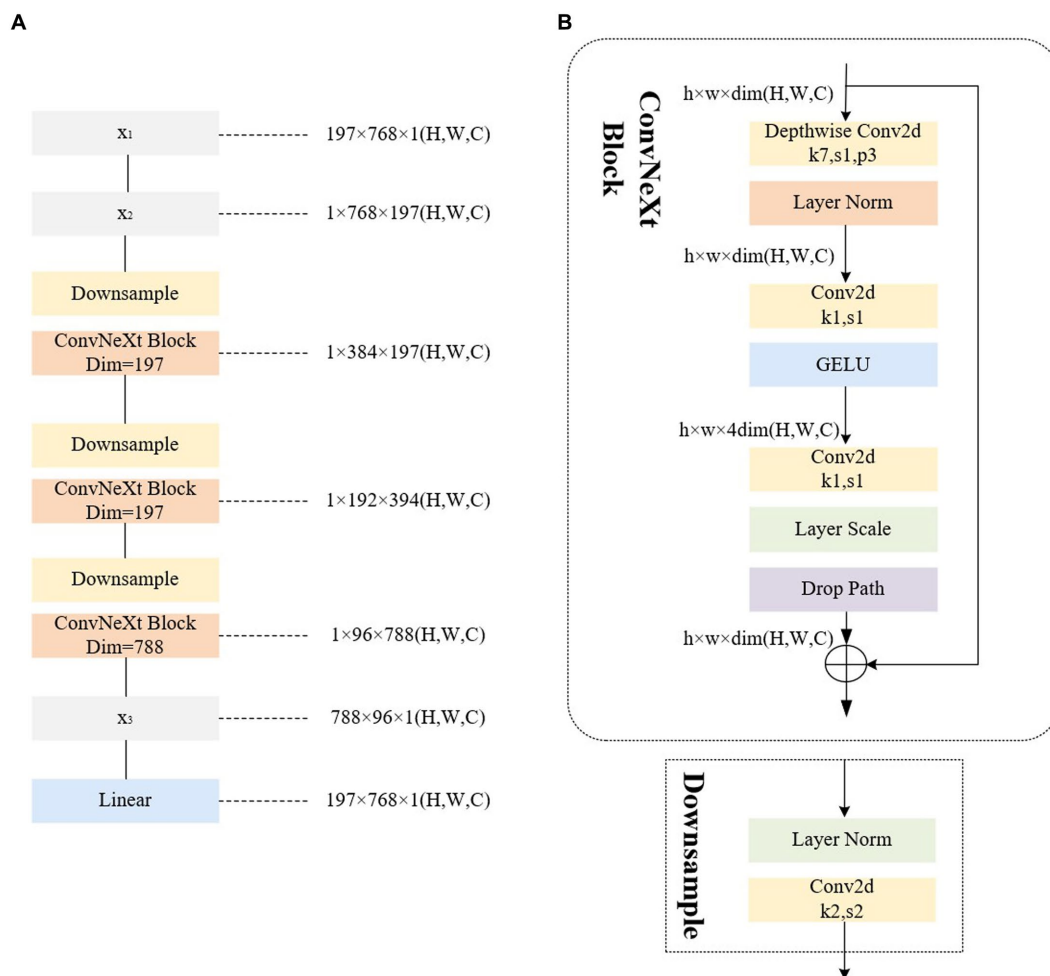 A
x₁
197×768×1(H,W,C)
x₂
1×768×197(H,W,C)
Downsample
ConvNeXt Block
Dim=197
1×384×197(H,W,C)
Downsample
ConvNeXt Block
Dim=197
1×192×394(H,W,C)
Downsample
ConvNeXt Block
Dim=788
1×96×788(H,W,C)
x₃
788×96×1(H,W,C)
Linear
197×768×1(H,W,C)
B
ConvNeXt
Block
h×w×dim(H,W,C)
Depthwise Conv2d
k7,s1,p3
Layer Norm
h×w×dim(H,W,C)
Conv2d
k1,s1
GELU
h×w×4dim(H,W,C)
Conv2d
k1,s1
Layer Scale
Drop Path
h×w×dim(H,W,C)
Downsample
Layer Norm
Conv2d
k2,s2